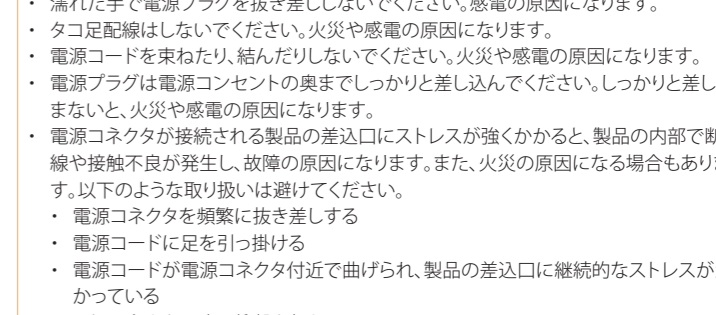 ・ 濡れた手で電源プラグを抜き差ししないでください。感電の原因になります。
・ タコ足配線はしないでください。火災や感電の原因になります。
・ 電源コードを束ねたり、結んだりしないでください。火災や感電の原因になります。
・ 電源プラグは電源コンセントの奥までしっかりと差し込んでください。しっかりと差し
まないと、火災や感電の原因になります。
・ 電源コネクタが接続される製品の差込口にストレスが強くかかると、製品の内部で断
線や接触不良が発生し、故障の原因になります。また、火災の原因になる場合もあり
す。以下のような取り扱いは避けてください。
・ 電源コネクタを頻繁に抜き差しする
・ 電源コードに足を引っ掛ける
・ 電源コードが電源コネクタ付近で曲げられ、製品の差込口に継続的なストレスが
かっている